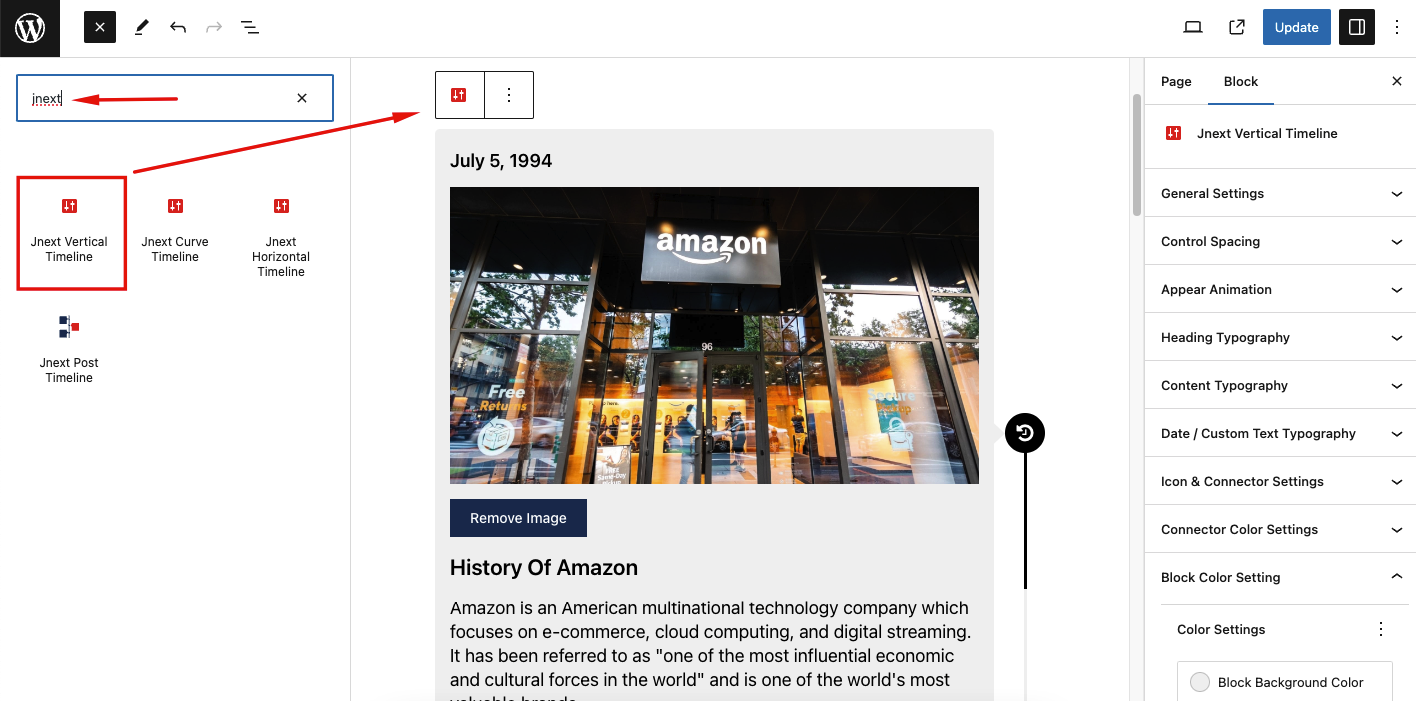 Update
jnext
Jnext Vertical
Timeline
Jnext Curve
Timeline
Jnext
Horizontal
Timeline
Jnext Post
Timeline
July 5, 1994
amazon
96
Free
Returns
Remove Image
History Of Amazon
Amazon is an American multinational technology company which
focuses on e-commerce, cloud computing, and digital streaming.
It has been referred to as "one of the most influential economic
and cultural forces in the world" and is one of the world's most
valuable brands.
Page
Block
Jnext Vertical Timeline
General Settings
Control Spacing
Appear Animation
Heading Typography
Content Typography
Date / Custom Text Typography
Icon & Connector Settings
Connector Color Settings
Block Color Setting
Color Settings
Block Background Color